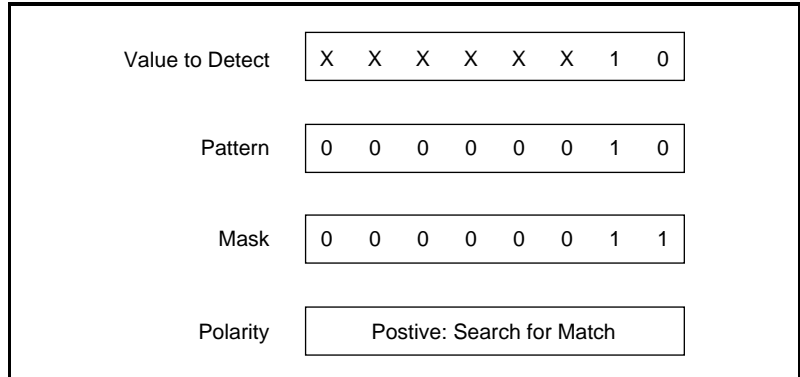 Value to Detect X X X X X X 1 0
Pattern 0 0 0 0 0 0 1 0
Mask 0 0 0 0 0 0 1 1
Polarity Postive: Search for Match